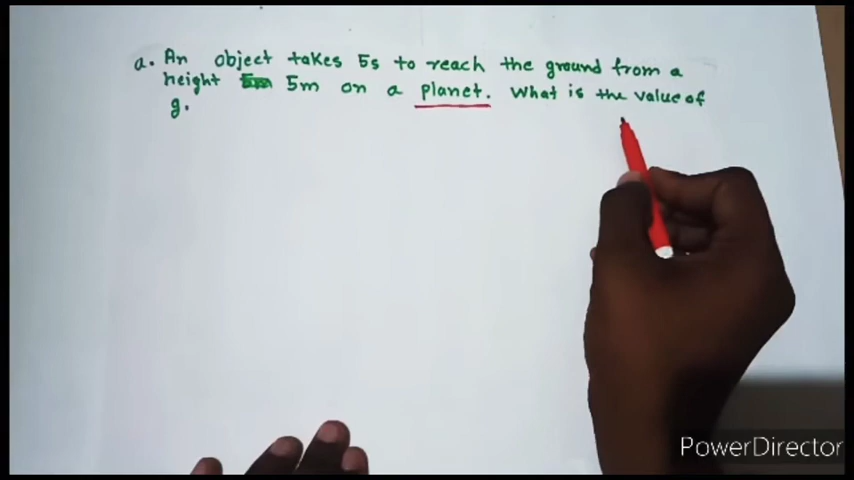 a. An object takes 5s to reach the ground from a
height 5m on a planet. What is the value of
g.
PowerDirector